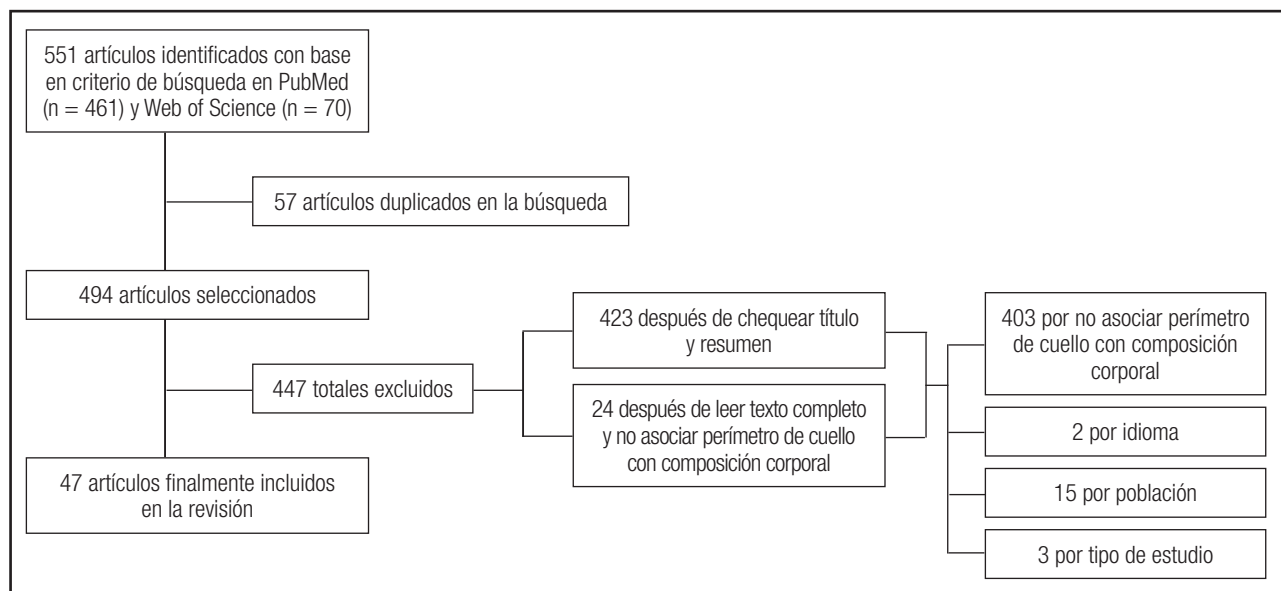 551 artículos identificados con base
en criterio de búsqueda en PubMed
(n = 461) y Web of Science (n = 70)
57 artículos duplicados en la búsqueda
494 artículos seleccionados
447 totales excluidos
423 después de chequear título
y resumen
24 después de leer texto completo
y no asociar perímetro de cuello
con composición corporal
403 por no asociar perímetro
de cuello con composición
corporal
2 por idioma
15 por población
3 por tipo de estudio
47 artículos finalmente incluidos
en la revisión